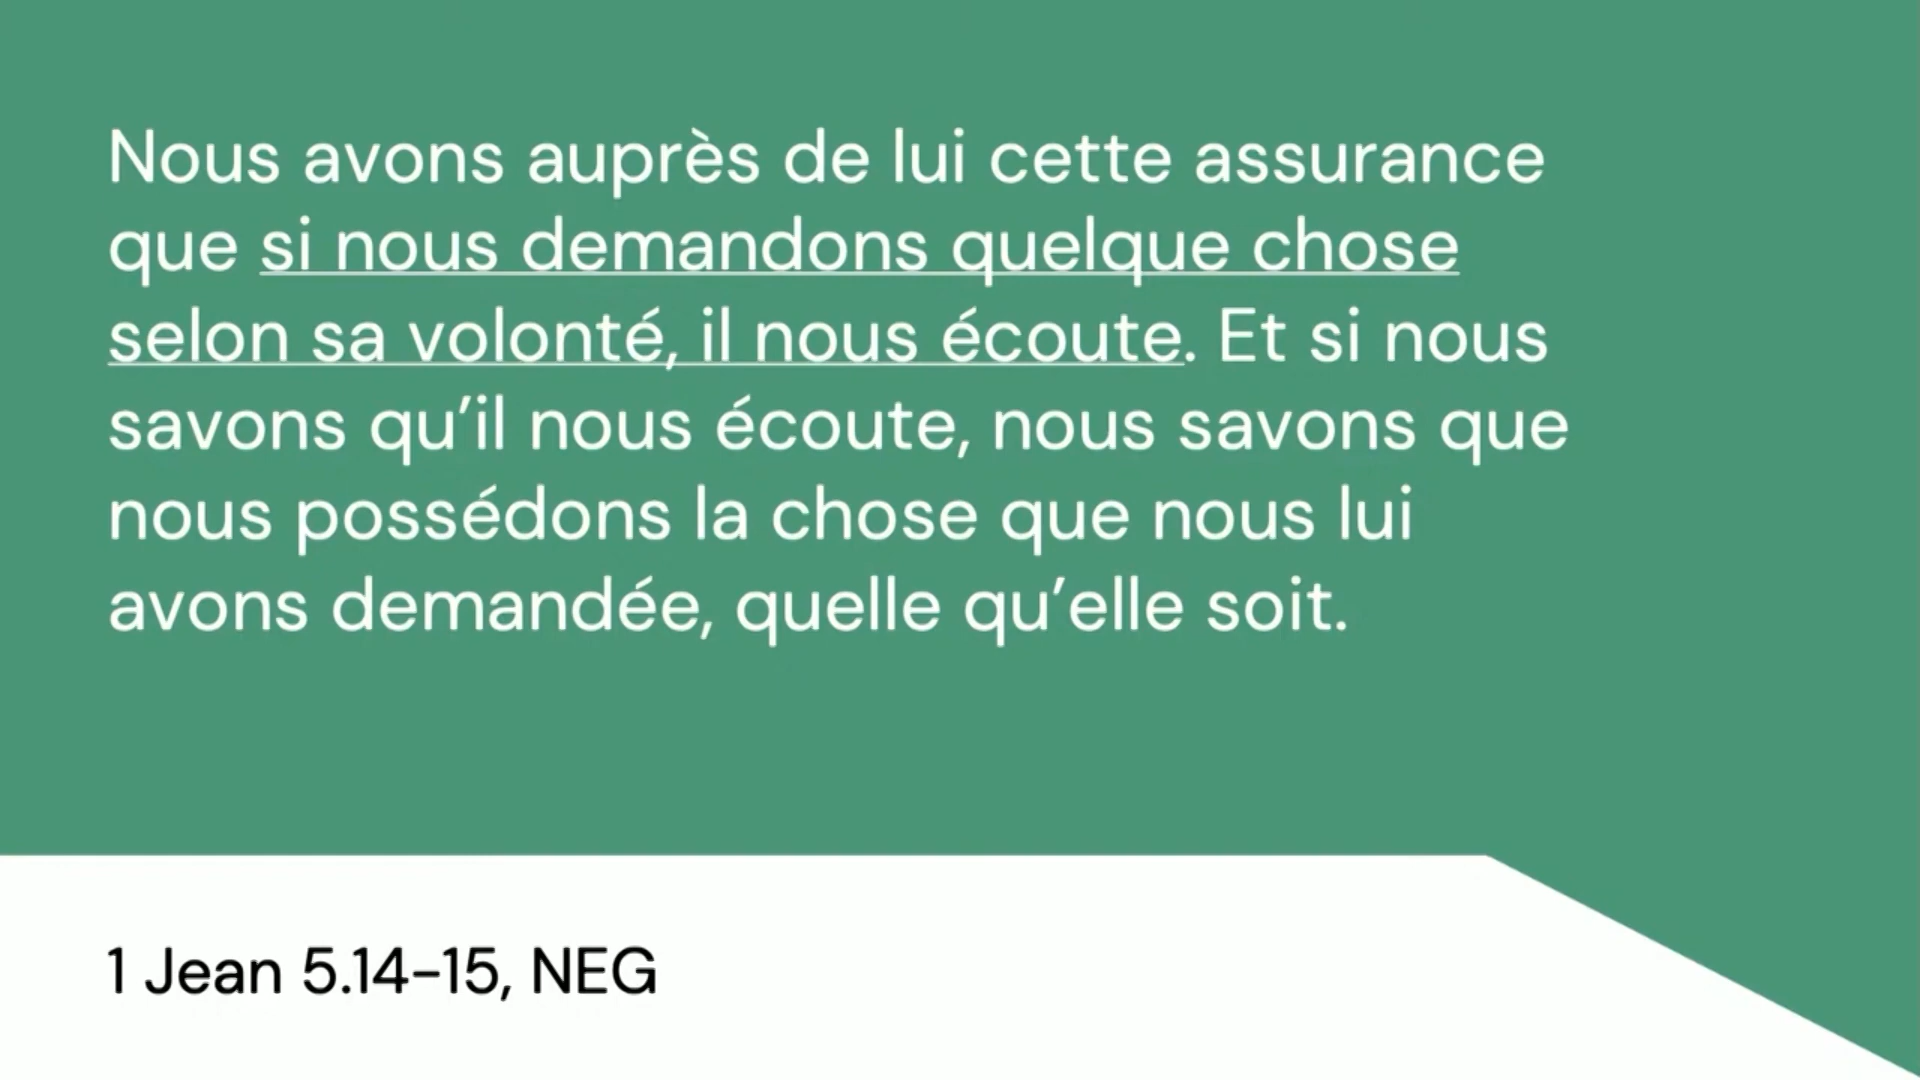 Nous avons auprès de lui cette assurance
que si nous demandons quelque chose
selon sa volonté, il nous écoute. Et si nous
savons qu’il nous écoute, nous savons que
nous possédons la chose que nous lui
avons demandée, quelle qu’elle soit.
1 Jean 5.14–15, NEG